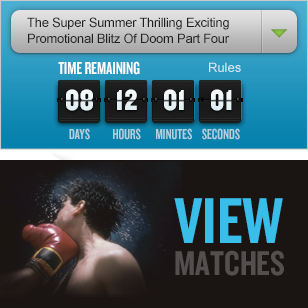 The Super Summer Thrilling Exciting
Promotional Blitz Of Doom Part Four
TIME REMAINING Rules
08 12 01 01
DAYS HOURS MINUTES SECONDS
VIEW
MATCHES